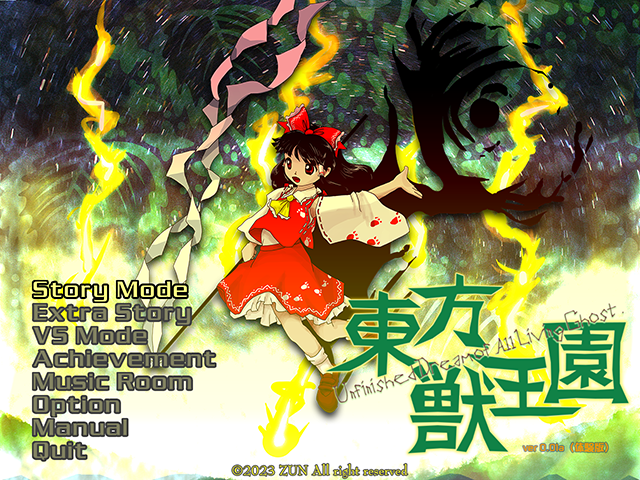 Story Mode
Extra Story
VS Mode
Achievement
Music Room
Option
Manual
Quit
東方
獣王園
Unfinished Dream of All Living Ghost.
ver 0.01a (体験版)
©2023 ZUN All right reserved